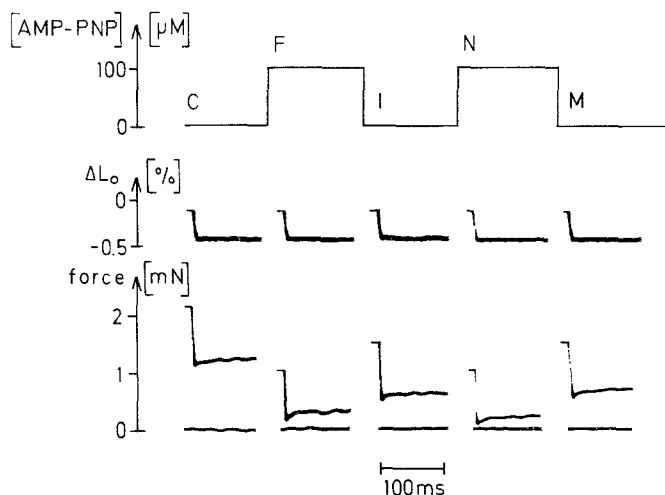 [AMP-PNP] [µM]
F
N
100
C
I
M
0
ΔL₀ [%]
0
-0.5
force [mN]
2
1
0
100ms